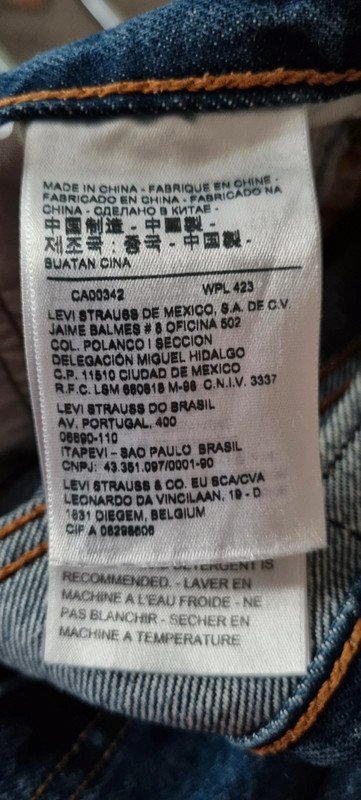 MADE IN CHINA - FABRIQUE EN CHINE -
FABRICADO EN CHINA - FABRICADO NA
CHINA - СДЕЛАНО В КИТАЕ -
中国制造 - 中国製 -
제조국 : 중국 - 中国製 -
BUATAN CINA
CA00342 WPL 423
LEVI STRAUSS DE MEXICO, S.A. DE C.V.
JAIME BALMES # 8 OFICINA 502
COL. POLANCO I SECCION
DELEGACIÓN MIGUEL HIDALGO
C.P. 11510 CIUDAD DE MEXICO
R.F.C. LSM 660618 M-98 C.N.I.V. 3337
LEVI STRAUSS DO BRASIL
AV. PORTUGAL, 400
06690-110
ITAPEVI - SAO PAULO BRASIL
CNPJ: 43.351.097/0001-90
LEVI STRAUSS & CO. EU SCA/CVA
LEONARDO DA VINCILAAN, 19 - D
1831 DIEGEM, BELGIUM
CIF A 08298606
DETERGENT IS
RECOMMENDED. - LAVER EN
MACHINE A L'EAU FROIDE - NE
PAS BLANCHIR - SECHER EN
MACHINE A TEMPERATURE